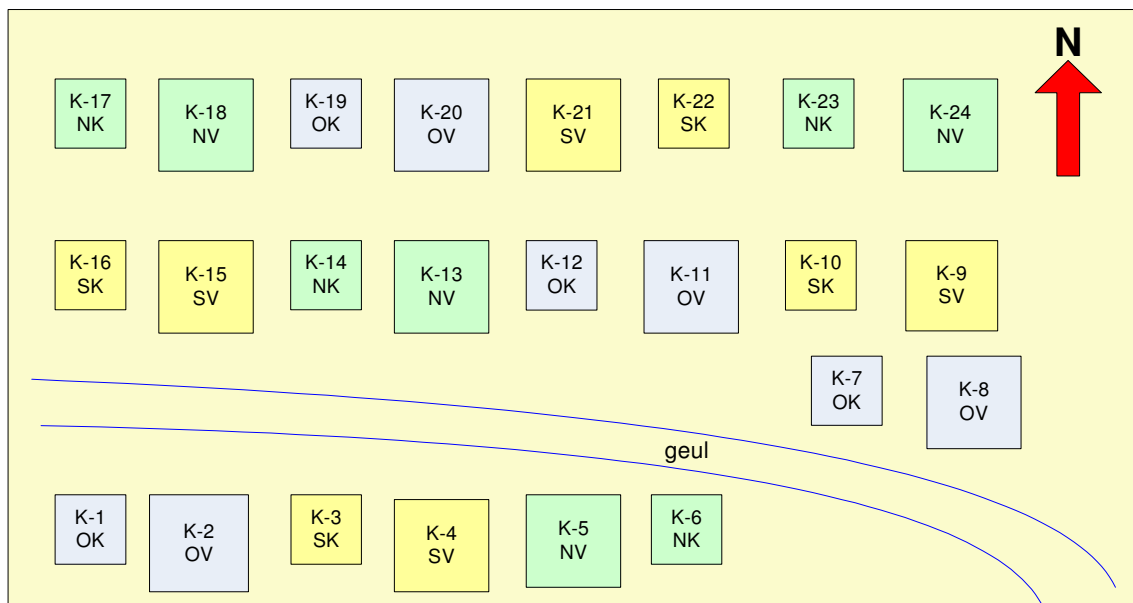 N
K-17
NK
K-18
NV
K-19
OK
K-20
OV
K-21
SV
K-22
SK
K-23
NK
K-24
NV
K-16
SK
K-15
SV
K-14
NK
K-13
NV
K-12
OK
K-11
OV
K-10
SK
K-9
SV
K-7
OK
K-8
OV
geul
K-1
OK
K-2
OV
K-3
SK
K-4
SV
K-5
NV
K-6
NK